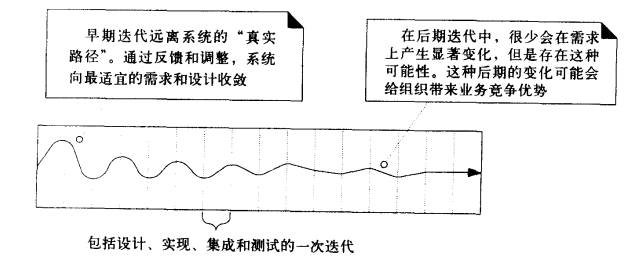 早期迭代远离系统的“真实
路径”。通过反馈和调整，系统
向最适宜的需求和设计收敛
在后期迭代中，很少会在需求
上产生显著变化，但是存在这种
可能性。这种后期的变化可能会
给组织带来业务竞争优势
包括设计、实现、集成和测试的一次迭代